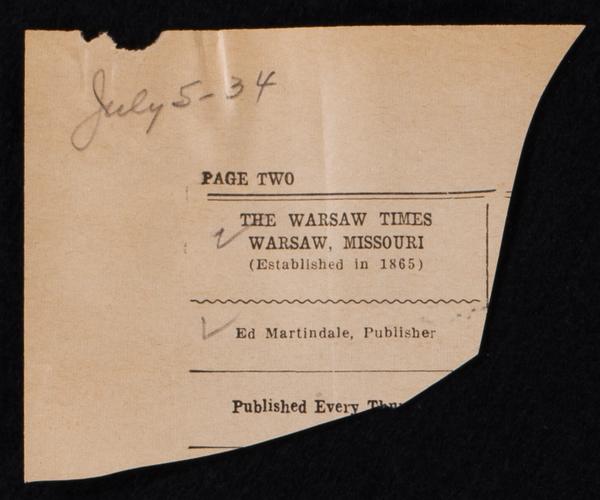 July 5-34
PAGE TWO
THE WARSAW TIMES
WARSAW, MISSOURI
(Established in 1865)
Ed Martindale, Publisher
Published Every